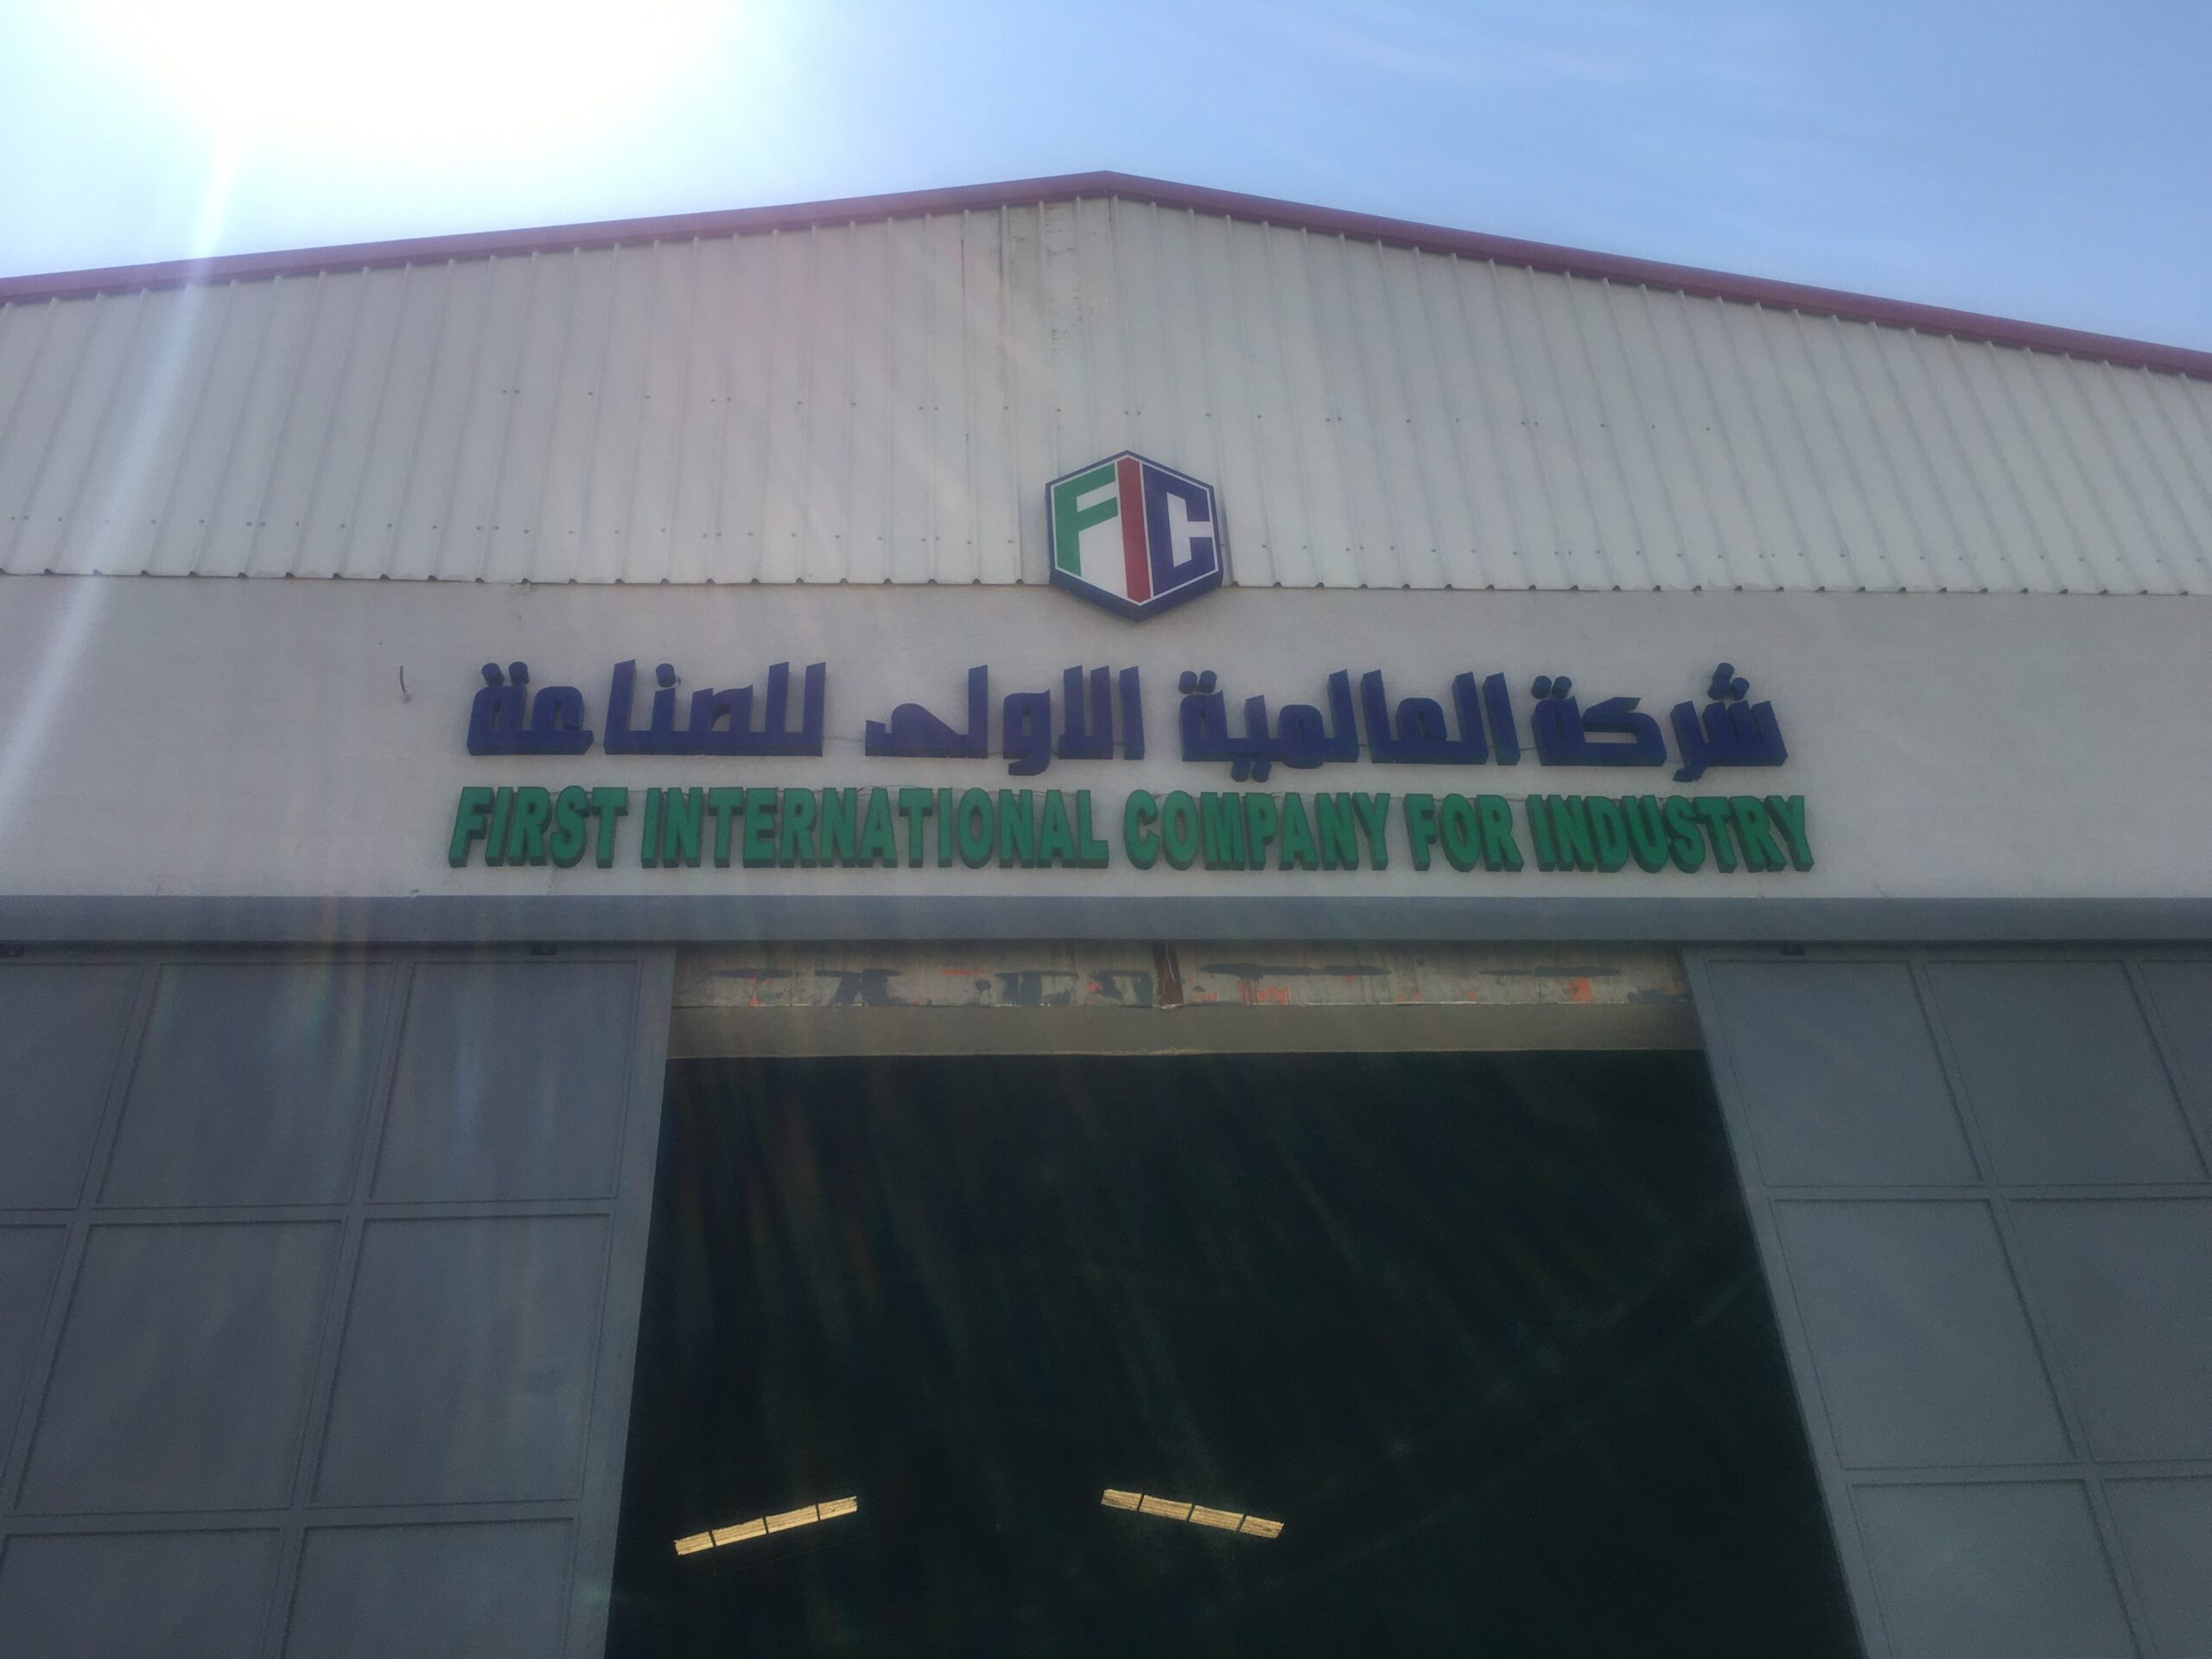 FIC
شركة العالمية الاولى للصناعة
FIRST INTERNATIONAL COMPANY FOR INDUSTRY